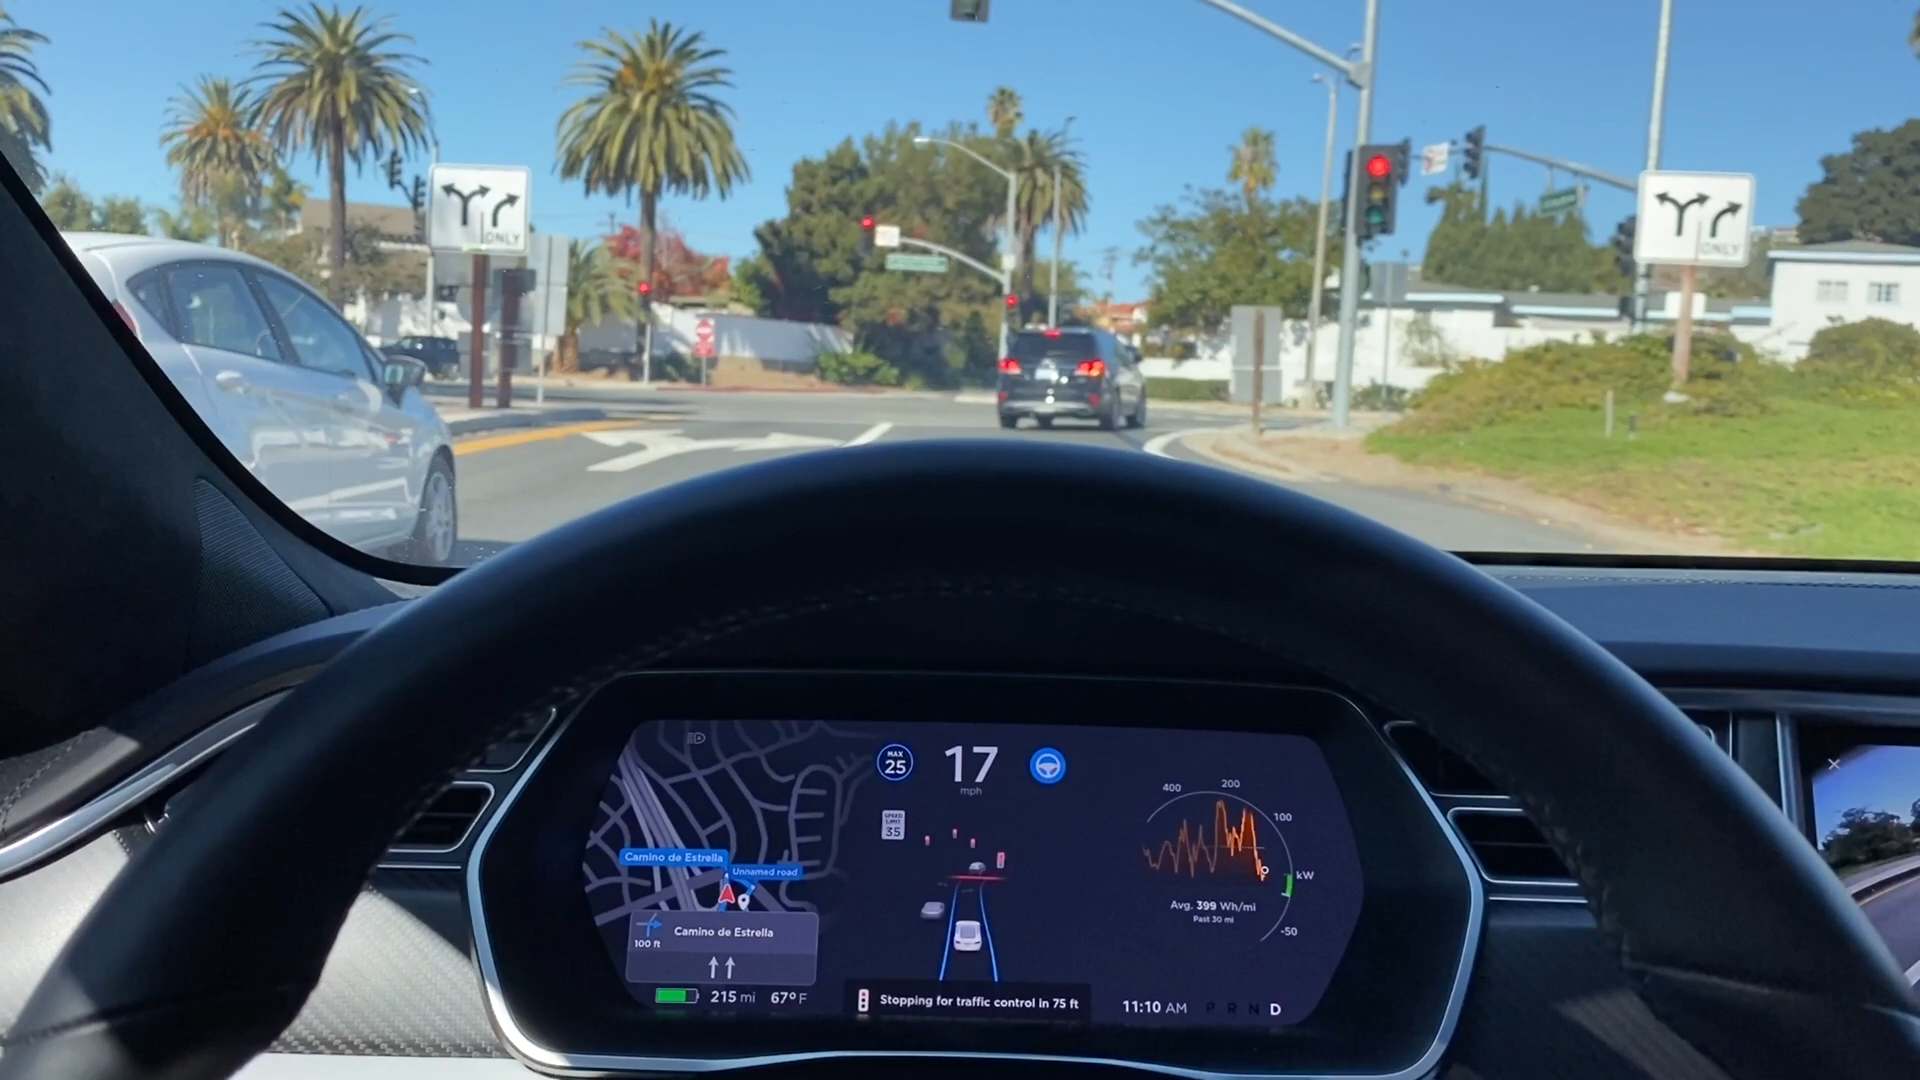 ONLY
ONLY
MAX
25
17
mph
SPEED
LIMIT
35
Camino de Estrella
Unnamed road
100 ft
Camino de Estrella
215 mi
67° F
Stopping for traffic control in 75 ft
400
200
100
kW
-50
Avg. 399 Wh/mi
Past 30 mi
11:10 AM
P R N D